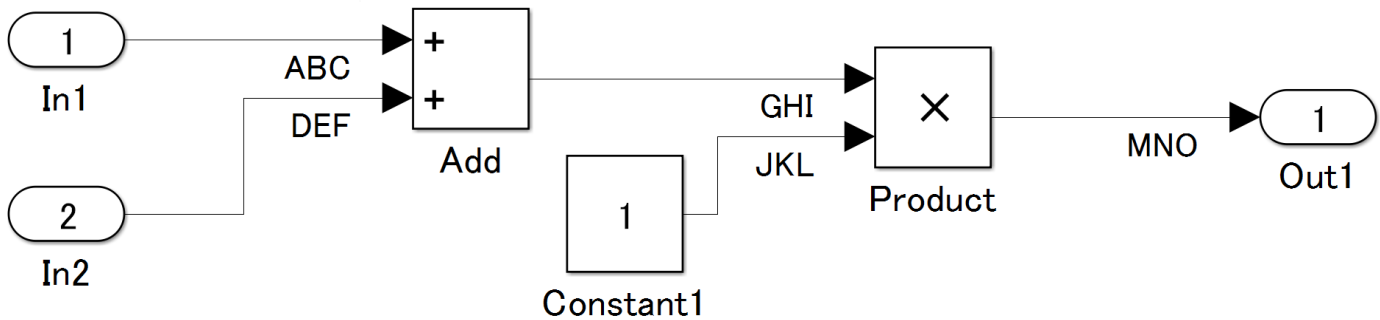 1
In1
ABC
+
+
DEF
Add
2
In2
1
Constant1
GHI
JKL
×
Product
MNO
1
Out1